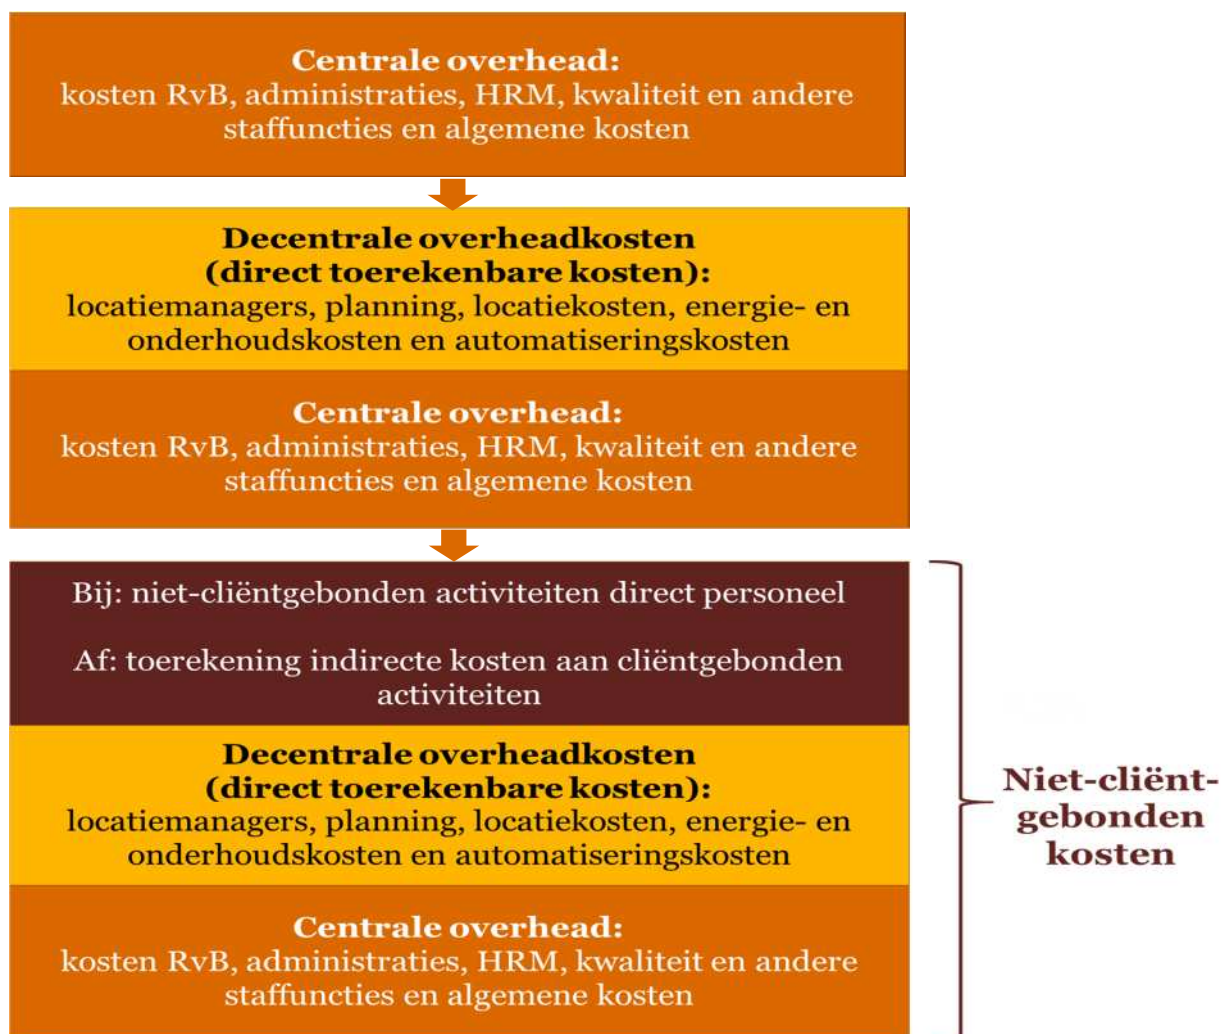 Centrale overhead:
kosten RvB, administraties, HRM, kwaliteit en andere
staffuncties en algemene kosten
Decentrale overheadkosten
(direct toerekenbare kosten):
locatiemanagers, planning, locatiekosten, energie- en
onderhoudskosten en automatiseringskosten
Centrale overhead:
kosten RvB, administraties, HRM, kwaliteit en andere
staffuncties en algemene kosten
Bij: niet-cliëntgebonden activiteiten direct personeel
Af: toerekening indirecte kosten aan cliëntgebonden
activiteiten
Decentrale overheadkosten
(direct toerekenbare kosten):
locatiemanagers, planning, locatiekosten, energie- en
onderhoudskosten en automatiseringskosten
Centrale overhead:
kosten RvB, administraties, HRM, kwaliteit en andere
staffuncties en algemene kosten
Niet-cliënt-
gebonden
kosten